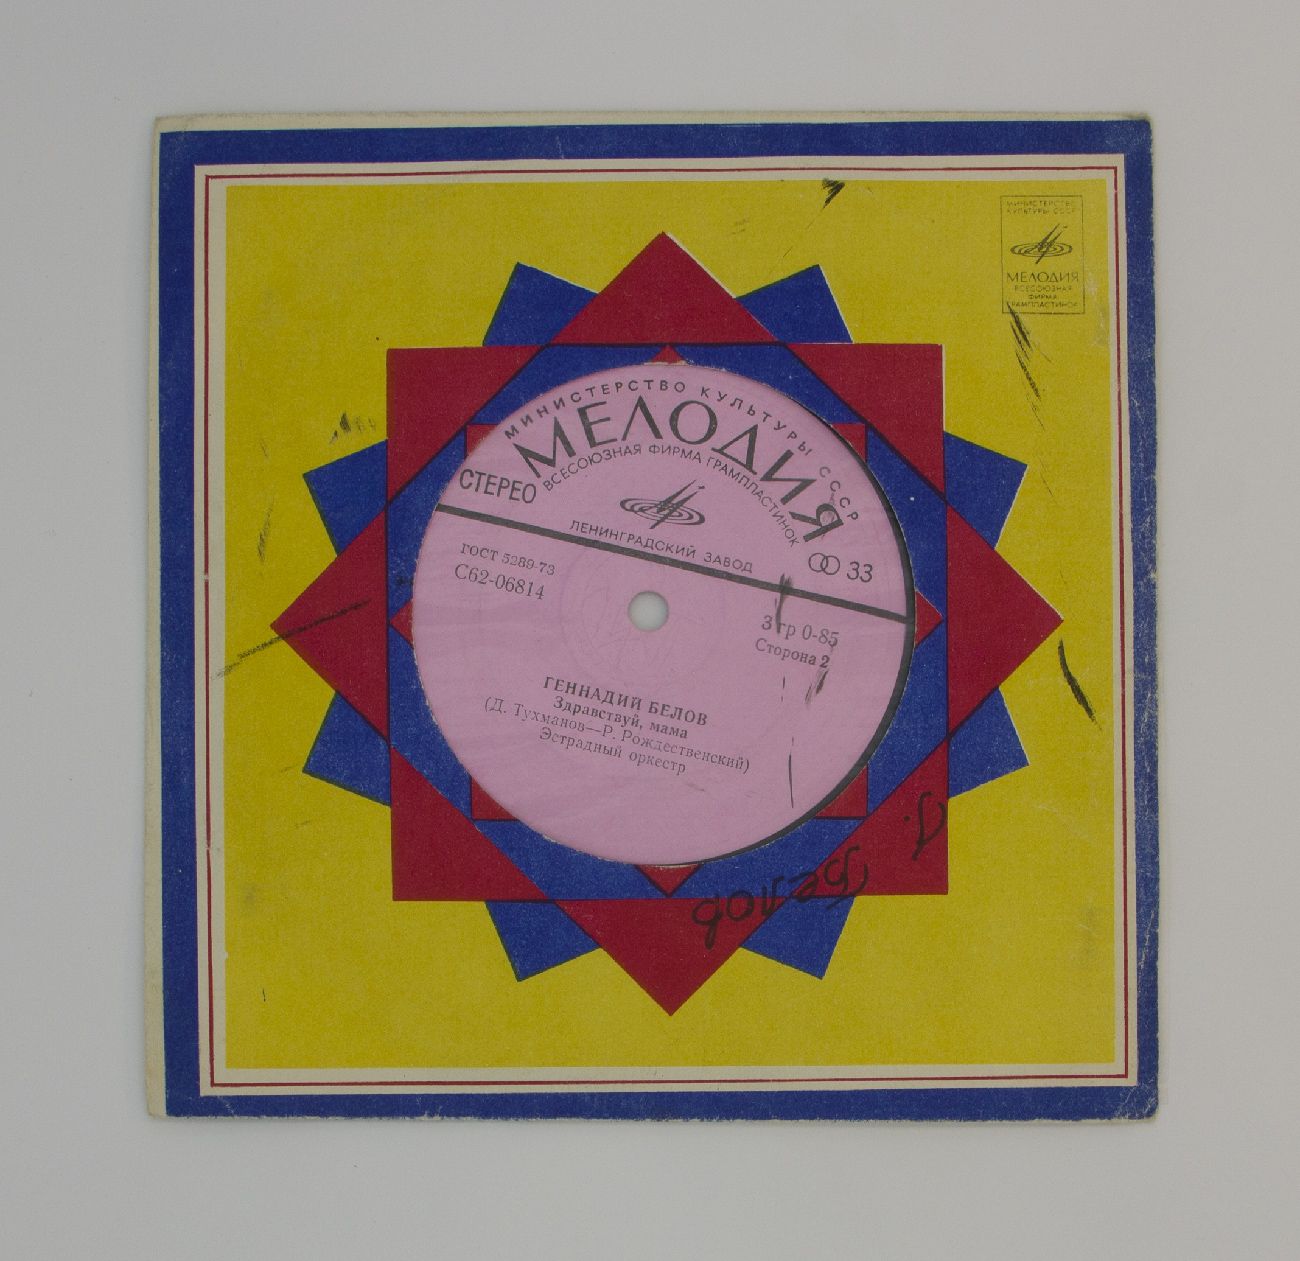 МИНИСТЕРСТВО
КУЛЬТУРЫ СССР
МЕЛОДИЯ
ВСЕСОЮЗНАЯ
ФИРМА
ГРАМПЛАСТИНОК
МИНИСТЕРСТВО КУЛЬТУРЫ СССР
МЕЛОДИЯ
ВСЕСОЮЗНАЯ ФИРМА ГРАМПЛАСТИНОК
СТЕРЕО
ЛЕНИНГРАДСКИЙ ЗАВОД
33
ГОСТ 5289-73
С62-06814
3 гр 0-85
Сторона 2
ГЕННАДИЙ БЕЛОВ
Здравствуй, мама
(Д. Тухманов—Р. Рождественский)
Эстрадный оркестр
Г. Белов